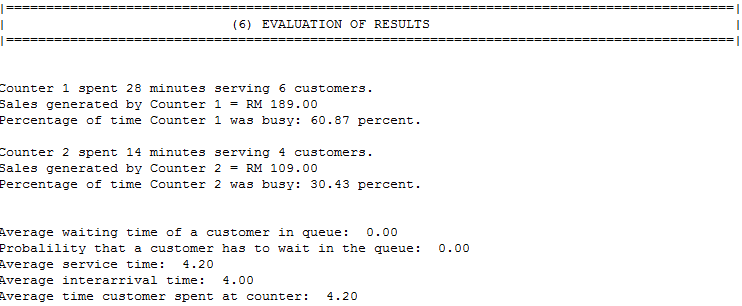 |==========================================================================================|
| (6) EVALUATION OF RESULTS |
|==========================================================================================|
Counter 1 spent 28 minutes serving 6 customers.
Sales generated by Counter 1 = RM 189.00
Percentage of time Counter 1 was busy: 60.87 percent.
Counter 2 spent 14 minutes serving 4 customers.
Sales generated by Counter 2 = RM 109.00
Percentage of time Counter 2 was busy: 30.43 percent.
Average waiting time of a customer in queue: 0.00
Probalility that a customer has to wait in the queue: 0.00
Average service time: 4.20
Average interarrival time: 4.00
Average time customer spent at counter: 4.20